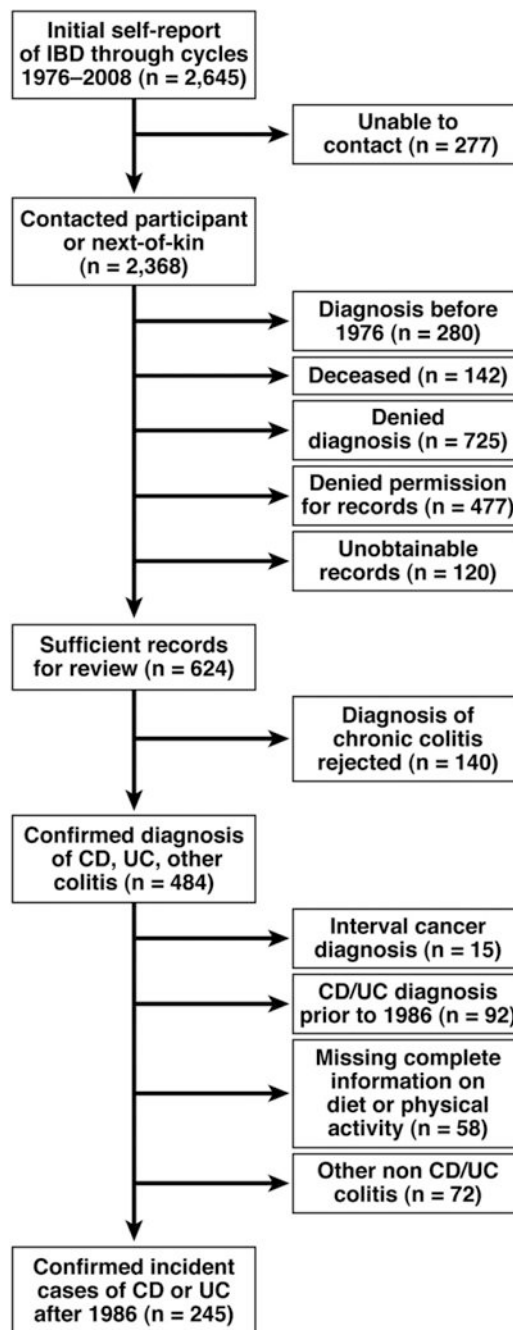 Initial self-report
of IBD through cycles
1976–2008 (n = 2,645)
Unable to
contact (n = 277)
Contacted participant
or next-of-kin
(n = 2,368)
Diagnosis before
1976 (n = 280)
Deceased (n = 142)
Denied
diagnosis (n = 725)
Denied permission
for records (n = 477)
Unobtainable
records (n = 120)
Sufficient records
for review (n = 624)
Diagnosis of
chronic colitis
rejected (n = 140)
Confirmed diagnosis
of CD, UC, other
colitis (n = 484)
Interval cancer
diagnosis (n = 15)
CD/UC diagnosis
prior to 1986 (n = 92)
Missing complete
information on
diet or physical
activity (n = 58)
Other non CD/UC
colitis (n = 72)
Confirmed incident
cases of CD or UC
after 1986 (n = 245)